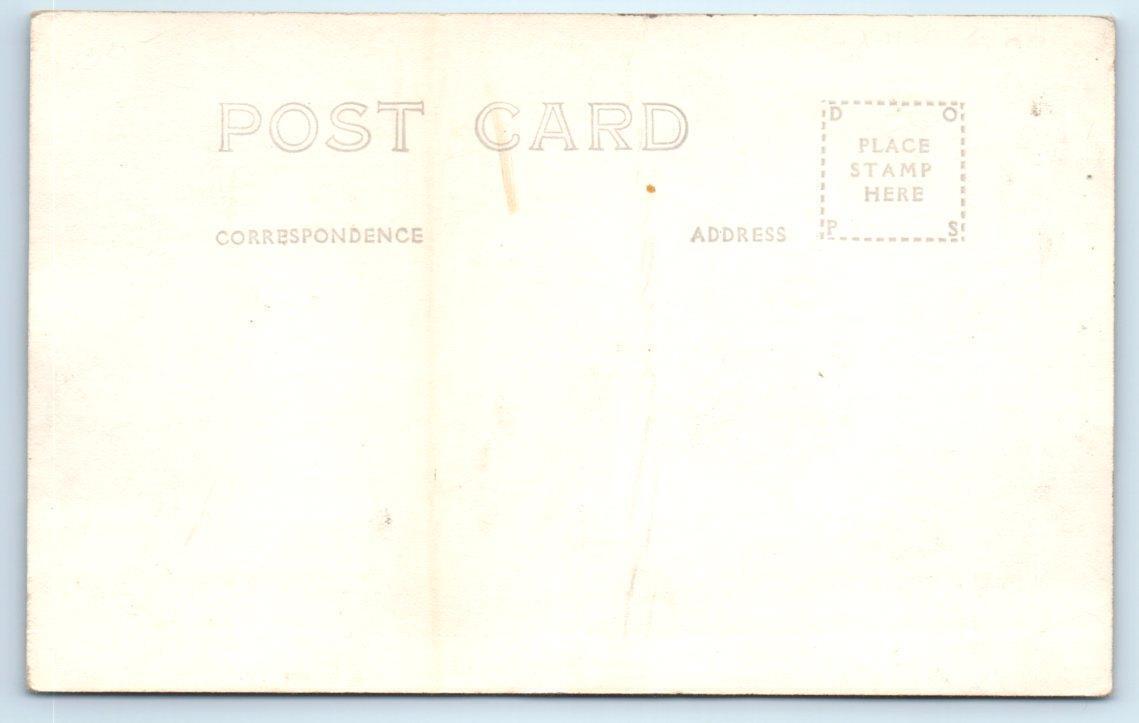 POST CARD
D O
PLACE
STAMP
HERE
P S
CORRESPONDENCE
ADDRESS